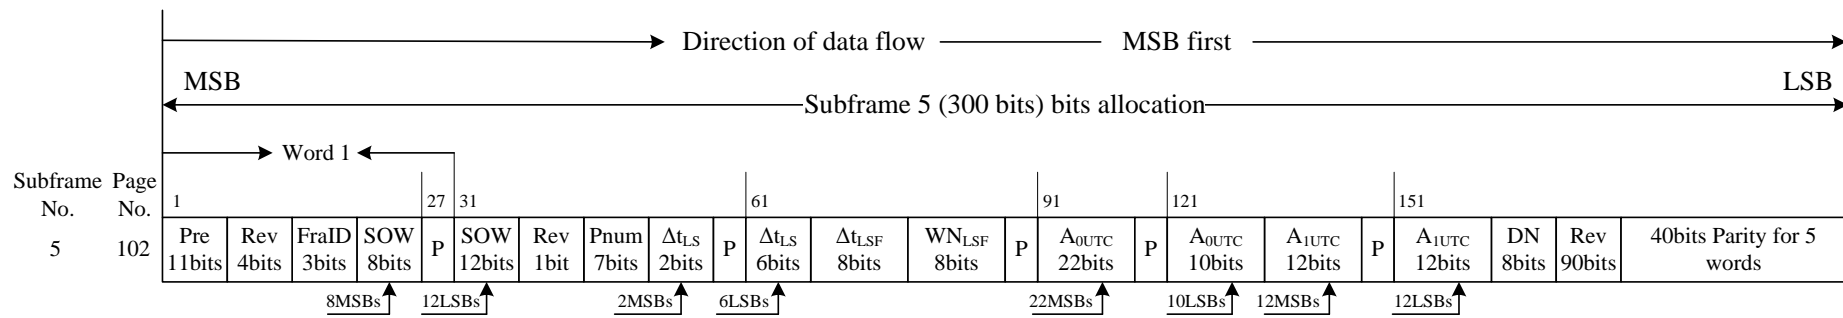 Direction of data flow MSB first
MSB LSB
Subframe 5 (300 bits) bits allocation
Word 1
Subframe Page
No. No.
1 27 31 61 91 121 151
5 102
Pre
11bits
Rev
4bits
FraID
3bits
SOW
8bits
P
SOW
12bits
Rev
1bit
Pnum
7bits
Δt_LS
2bits
P
Δt_LS
6bits
Δt_LSF
8bits
WN_LSF
8bits
P
A_0UTC
22bits
P
A_0UTC
10bits
A_1UTC
12bits
P
A_1UTC
12bits
DN
8bits
Rev
90bits
40bits Parity for 5
words
8MSBs 12LSBs 2MSBs 6LSBs 22MSBs 10LSBs 12MSBs 12LSBs